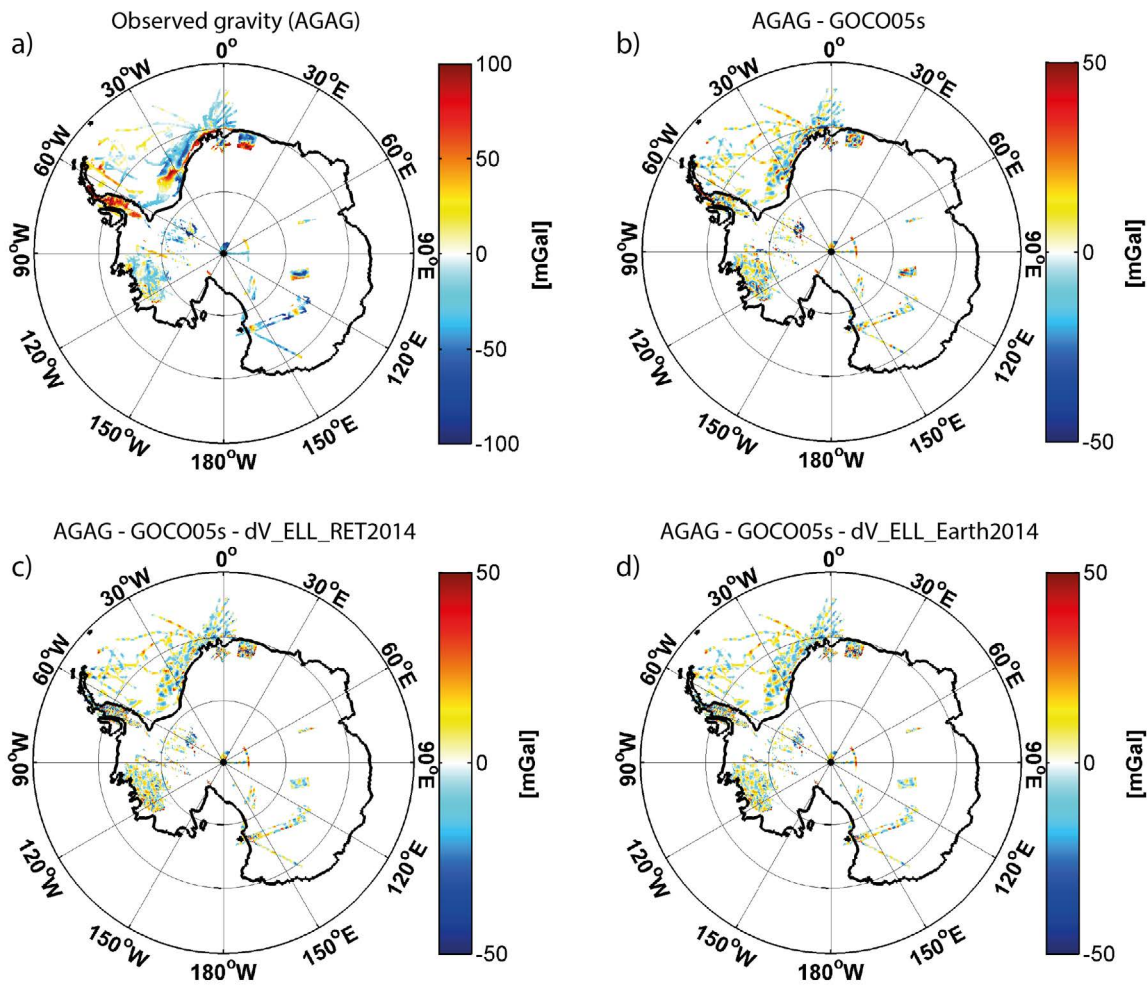 Observed gravity (AGAG)
a)
0°
30°E
60°E
90°E
120°E
150°E
180°W
150°W
120°W
90°W
60°W
30°W
100
50
0
-50
-100
[mGal]
AGAG - GOCO05s
b)
0°
30°E
60°E
90°E
120°E
150°E
180°W
150°W
120°W
90°W
60°W
30°W
50
0
-50
[mGal]
AGAG - GOCO05s - dV_ELL_RET2014
c)
0°
30°E
60°E
90°E
120°E
150°E
180°W
150°W
120°W
90°W
60°W
30°W
50
0
-50
[mGal]
AGAG - GOCO05s - dV_ELL_Earth2014
d)
0°
30°E
60°E
90°E
120°E
150°E
180°W
150°W
120°W
90°W
60°W
30°W
50
0
-50
[mGal]